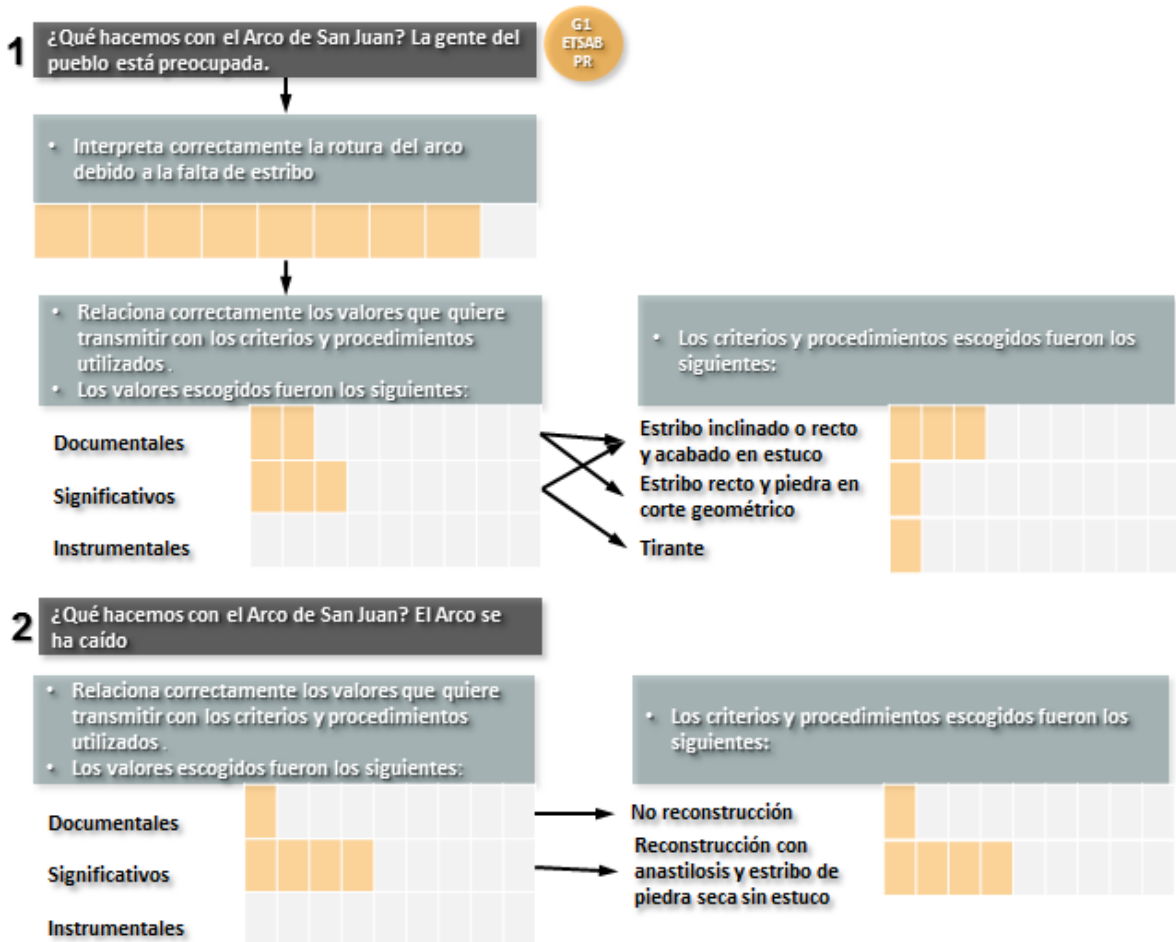 1
¿Qué hacemos con el Arco de San Juan? La gente del
pueblo está preocupada.
G1
ETSAB
PR
• Interpreta correctamente la rotura del arco
debido a la falta de estribo
• Relaciona correctamente los valores que quiere
transmitir con los criterios y procedimientos
utilizados.
• Los valores escogidos fueron los siguientes:
• Los criterios y procedimientos escogidos fueron los
siguientes:
Documentales
Significativos
Instrumentales
Estribo inclinado o recto
y acabado en estuco
Estribo recto y piedra en
corte geométrico
Tirante
2
¿Qué hacemos con el Arco de San Juan? El Arco se
ha caído
• Relaciona correctamente los valores que quiere
transmitir con los criterios y procedimientos
utilizados.
• Los valores escogidos fueron los siguientes:
• Los criterios y procedimientos escogidos fueron los
siguientes:
Documentales
Significativos
Instrumentales
No reconstrucción
Reconstrucción con
anastilosis y estribo de
piedra seca sin estuco